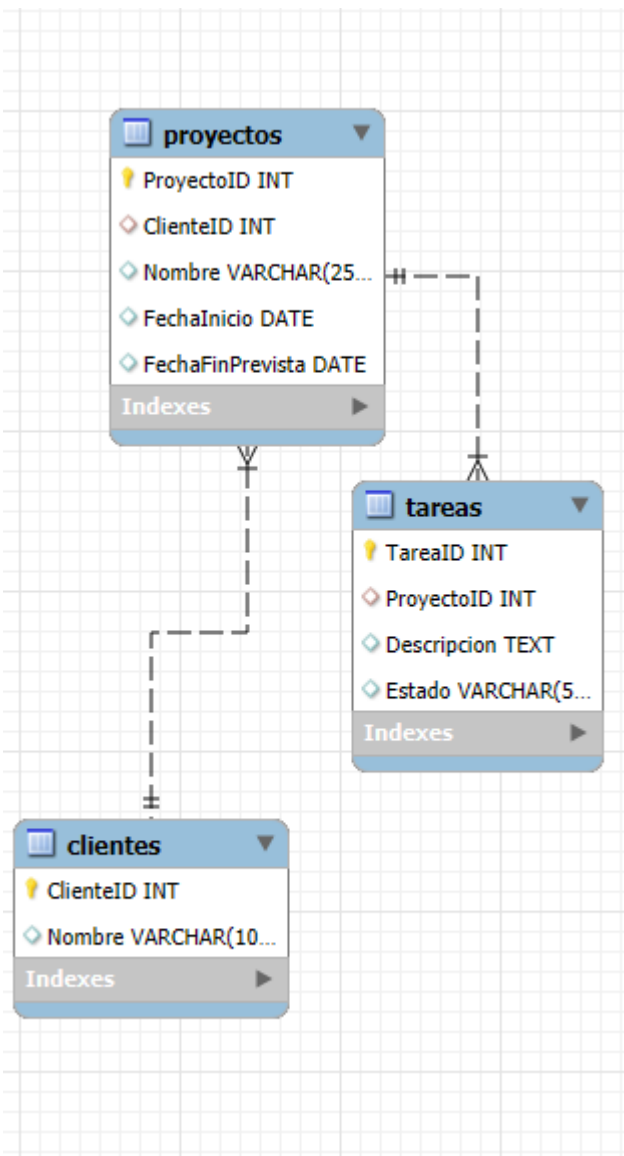 proyectos
ProyectoID INT
ClienteID INT
Nombre VARCHAR(25...
FechaInicio DATE
FechaFinPrevista DATE
Indexes
tareas
TareaID INT
ProyectoID INT
Descripcion TEXT
Estado VARCHAR(5...
Indexes
clientes
ClienteID INT
Nombre VARCHAR(10...
Indexes